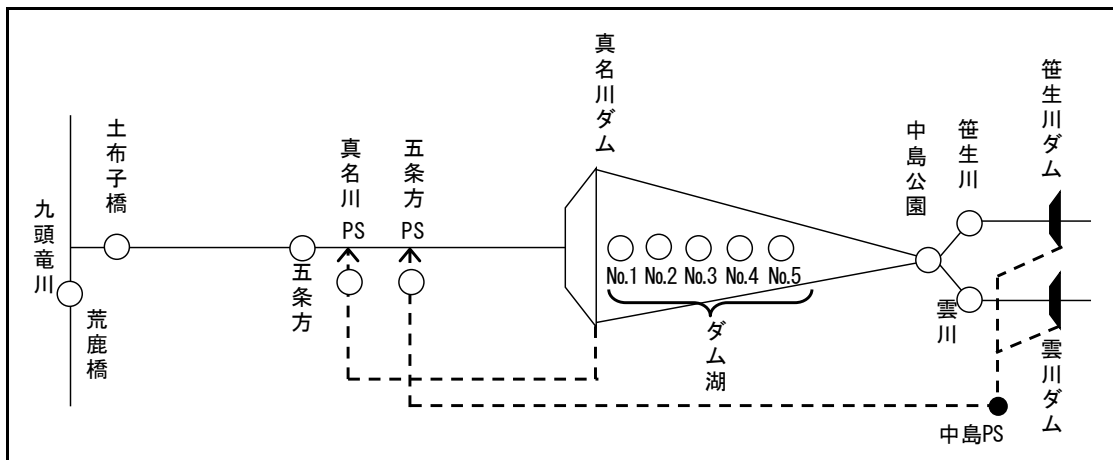 九頭竜川
土布子橋
荒鹿橋
五条方
真名川
PS
五条方
PS
真名川ダム
No.1
No.2
No.3
No.4
No.5
ダム湖
中島公園
笹生川
雲川
笹生川ダム
雲川ダム
中島PS